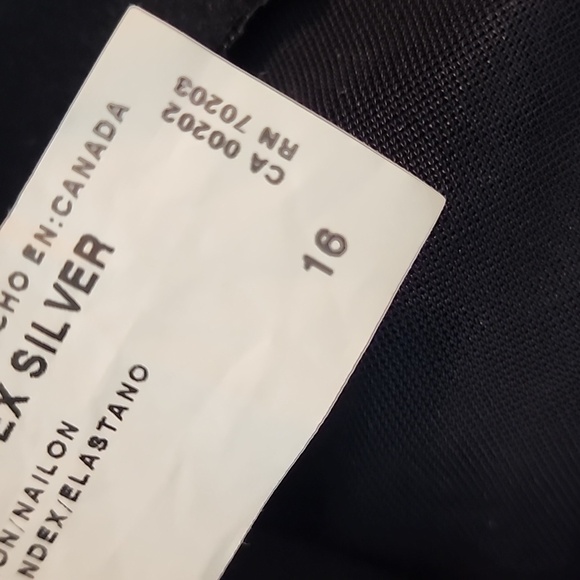 CA 00202
RN 70203
16
CHO EN:CANADA
EX SILVER
ON/NAILON
NDEX/ELASTANO